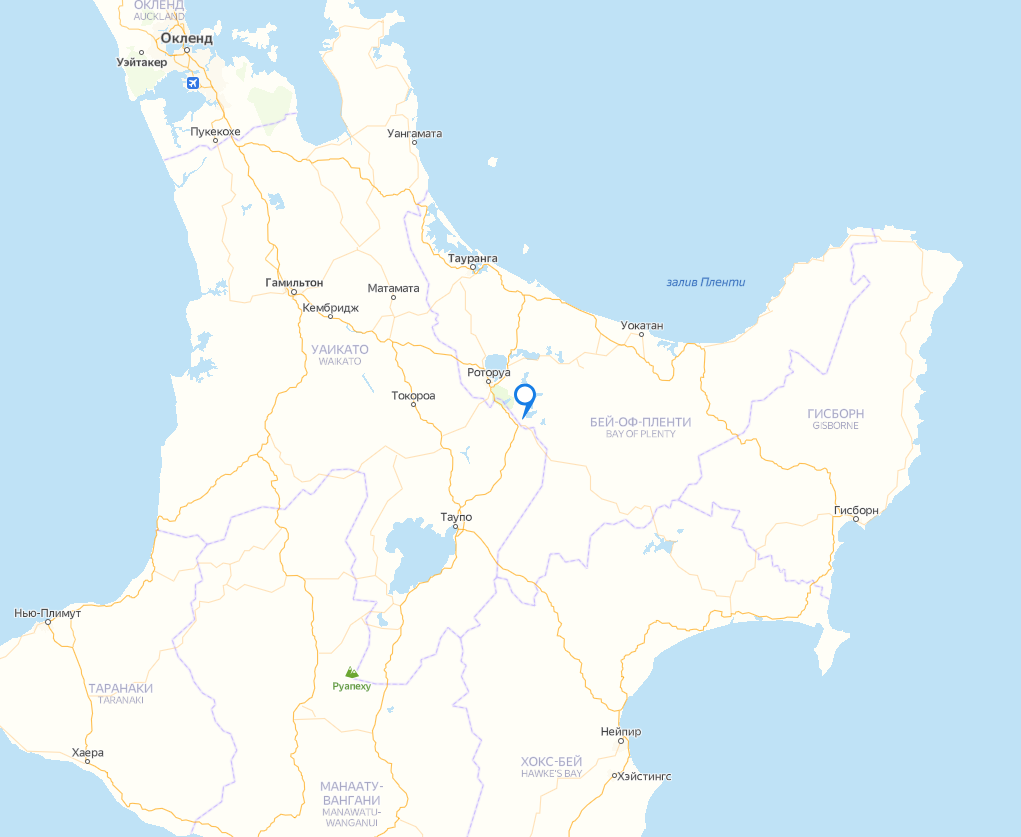 ОКЛЕНД
AUCKLAND
Окленд
Уэйтакер
Пукекохе
Уангамата
Тауранга
залив Пленти
Гамильтон
Матамата
Кембридж
Уокатан
УАИКАТО
WAIKATO
Роторуа
Токороа
БЕЙ-ОФ-ПЛЕНТИ
BAY OF PLENTY
ГИСБОРН
GISBORNE
Гисборн
Таупо
Нью-Плимут
Руапеху
ТАРАНАКИ
TARANAKI
Нейпир
Хаера
ХОКС-БЕЙ
HAWKE'S BAY
Хэйстингс
МАНААТУ-
ВАНГАНИ
MANAWATU-
WANGANUI